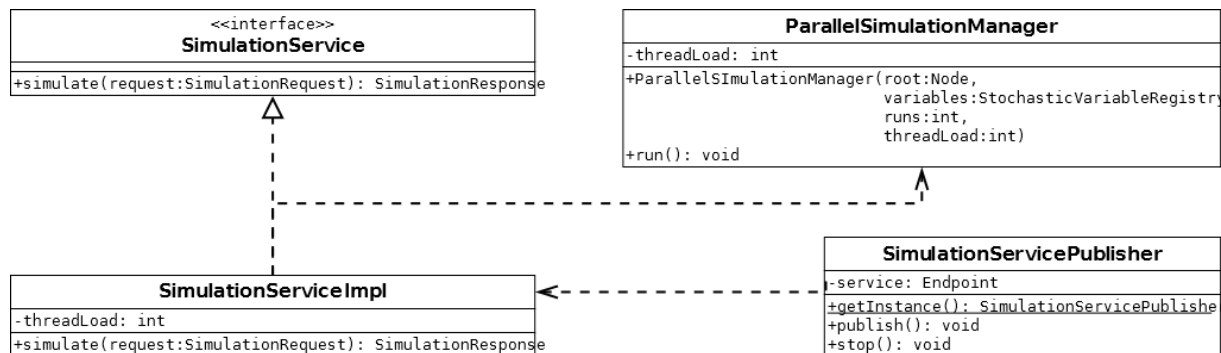 <<interface>>
SimulationService
+simulate(request:SimulationRequest): SimulationResponse
ParallelSimulationManager
-threadLoad: int
+ParallelSImulationManager(root:Node,
variables:StochasticVariableRegistry,
runs:int,
threadLoad:int)
+run(): void
SimulationServiceImpl
-threadLoad: int
+simulate(request:SimulationRequest): SimulationResponse
SimulationServicePublisher
-service: Endpoint
+getInstance(): SimulationServicePublishe
+publish(): void
+stop(): void